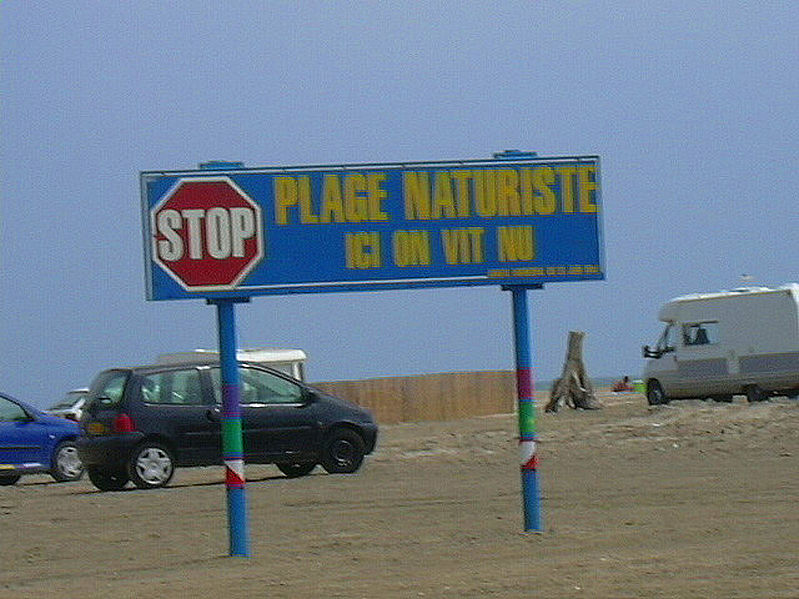 STOP
PLAGE NATURISTE
ICI ON VIT NU